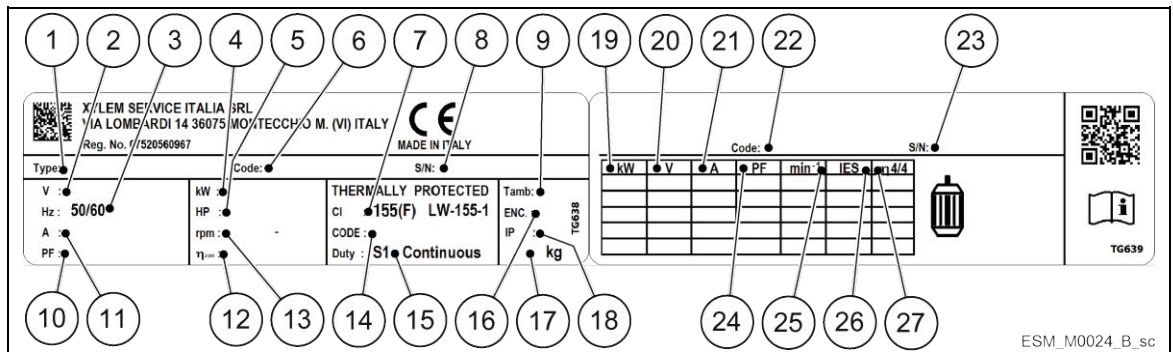 1 2 3 4 5 6 7 8 9 19 20 21 22 23
XYLEM SERVICE ITALIA SRL
VIA LOMBARDI 14 36075 MONTECCHIO M. (VI) ITALY
Reg. No. 07520560967
CE
MADE IN ITALY
Type: Code: S/N:
V :
Hz : 50/60
A :
PF :
kW :
HP :
rpm : -
η :
THERMALLY PROTECTED
CI : 155(F) LW-155-1
CODE :
Duty : S1 Continuous
Tamb:
ENC. :
IP :
kg
TG638
Code: S/N:
kW V A PF min-1 IES η4/4
i
TG639
10 11 12 13 14 15 16 17 18 24 25 26 27
ESM_M0024_B_sc